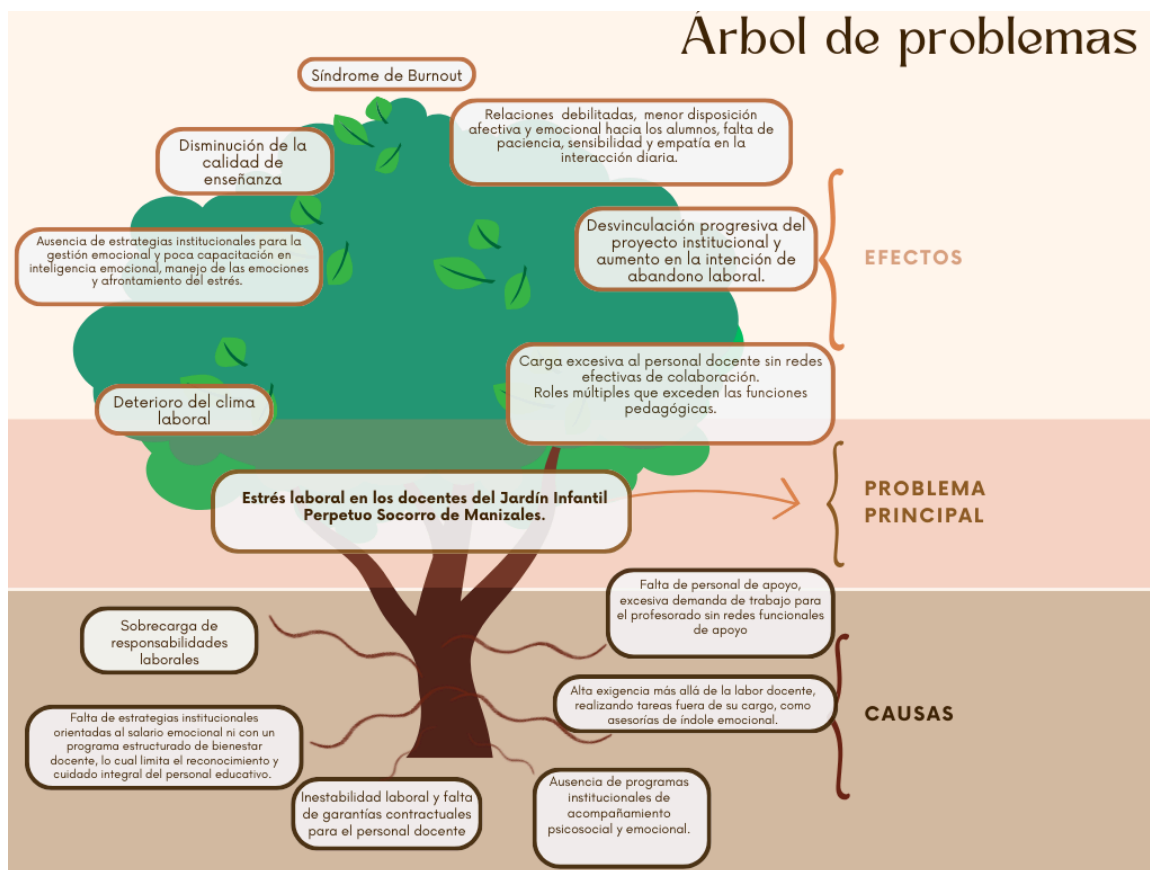 Árbol de problemas
Síndrome de Burnout
Relaciones debilitadas, menor disposición
afectiva y emocional hacia los alumnos, falta de
paciencia, sensibilidad y empatía en la
interacción diaria.
Disminución de la
calidad de
enseñanza
Desvinculación progresiva del
proyecto institucional y
aumento en la intención de
abandono laboral.
EFECTOS
Ausencia de estrategias institucionales para la
gestión emocional y poca capacitación en
inteligencia emocional, manejo de las emociones
y afrontamiento del estrés.
Carga excesiva al personal docente sin redes
efectivas de colaboración.
Roles múltiples que exceden las funciones
pedagógicas.
Deterioro del clima
laboral
Estrés laboral en los docentes del Jardín Infantil
Perpetuo Socorro de Manizales.
PROBLEMA
PRINCIPAL
Falta de personal de apoyo,
excesiva demanda de trabajo para
el profesorado sin redes funcionales
de apoyo
Sobrecarga de
responsabilidades
laborales
Alta exigencia más allá de la labor docente,
realizando tareas fuera de su cargo, como
asesorías de índole emocional.
CAUSAS
Falta de estrategias institucionales
orientadas al salario emocional ni con un
programa estructurado de bienestar
docente, lo cual limita el reconocimiento y
cuidado integral del personal educativo.
Inestabilidad laboral y falta
de garantías contractuales
para el personal docente
Ausencia de programas
institucionales de
acompañamiento
psicosocial y emocional.